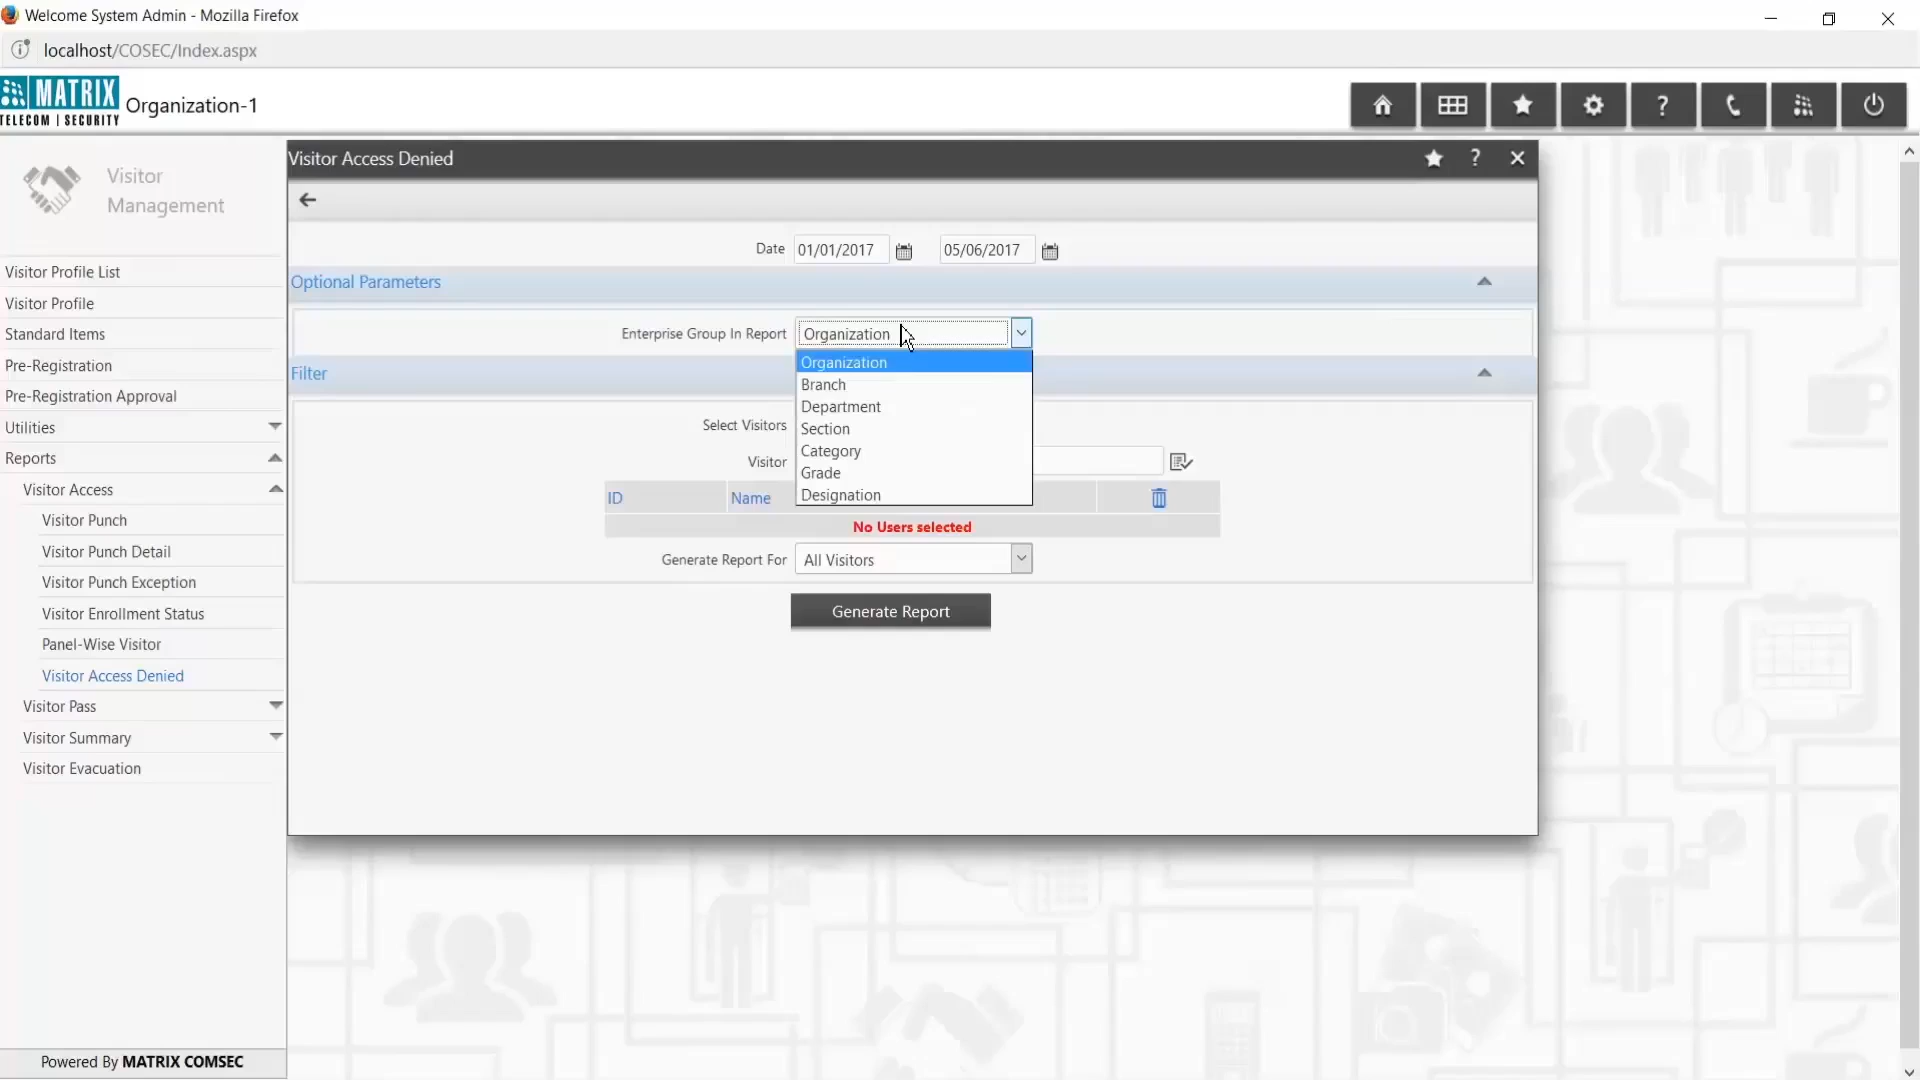 Welcome System Admin - Mozilla Firefox
localhost/COSEC/Index.aspx
MATRIX
TELECOM | SECURITY
Organization-1
?
Visitor
Management
Visitor Profile List
Visitor Profile
Standard Items
Pre-Registration
Pre-Registration Approval
Utilities
Reports
Visitor Access
Visitor Punch
Visitor Punch Detail
Visitor Punch Exception
Visitor Enrollment Status
Panel-Wise Visitor
Visitor Access Denied
Visitor Pass
Visitor Summary
Visitor Evacuation
Powered By MATRIX COMSEC
Visitor Access Denied
?
Date 01/01/2017 05/06/2017
Optional Parameters
Enterprise Group In Report Organization
Organization
Branch
Department
Section
Category
Grade
Designation
Filter
Select Visitors
Visitor
ID Name
No Users selected
Generate Report For All Visitors
Generate Report